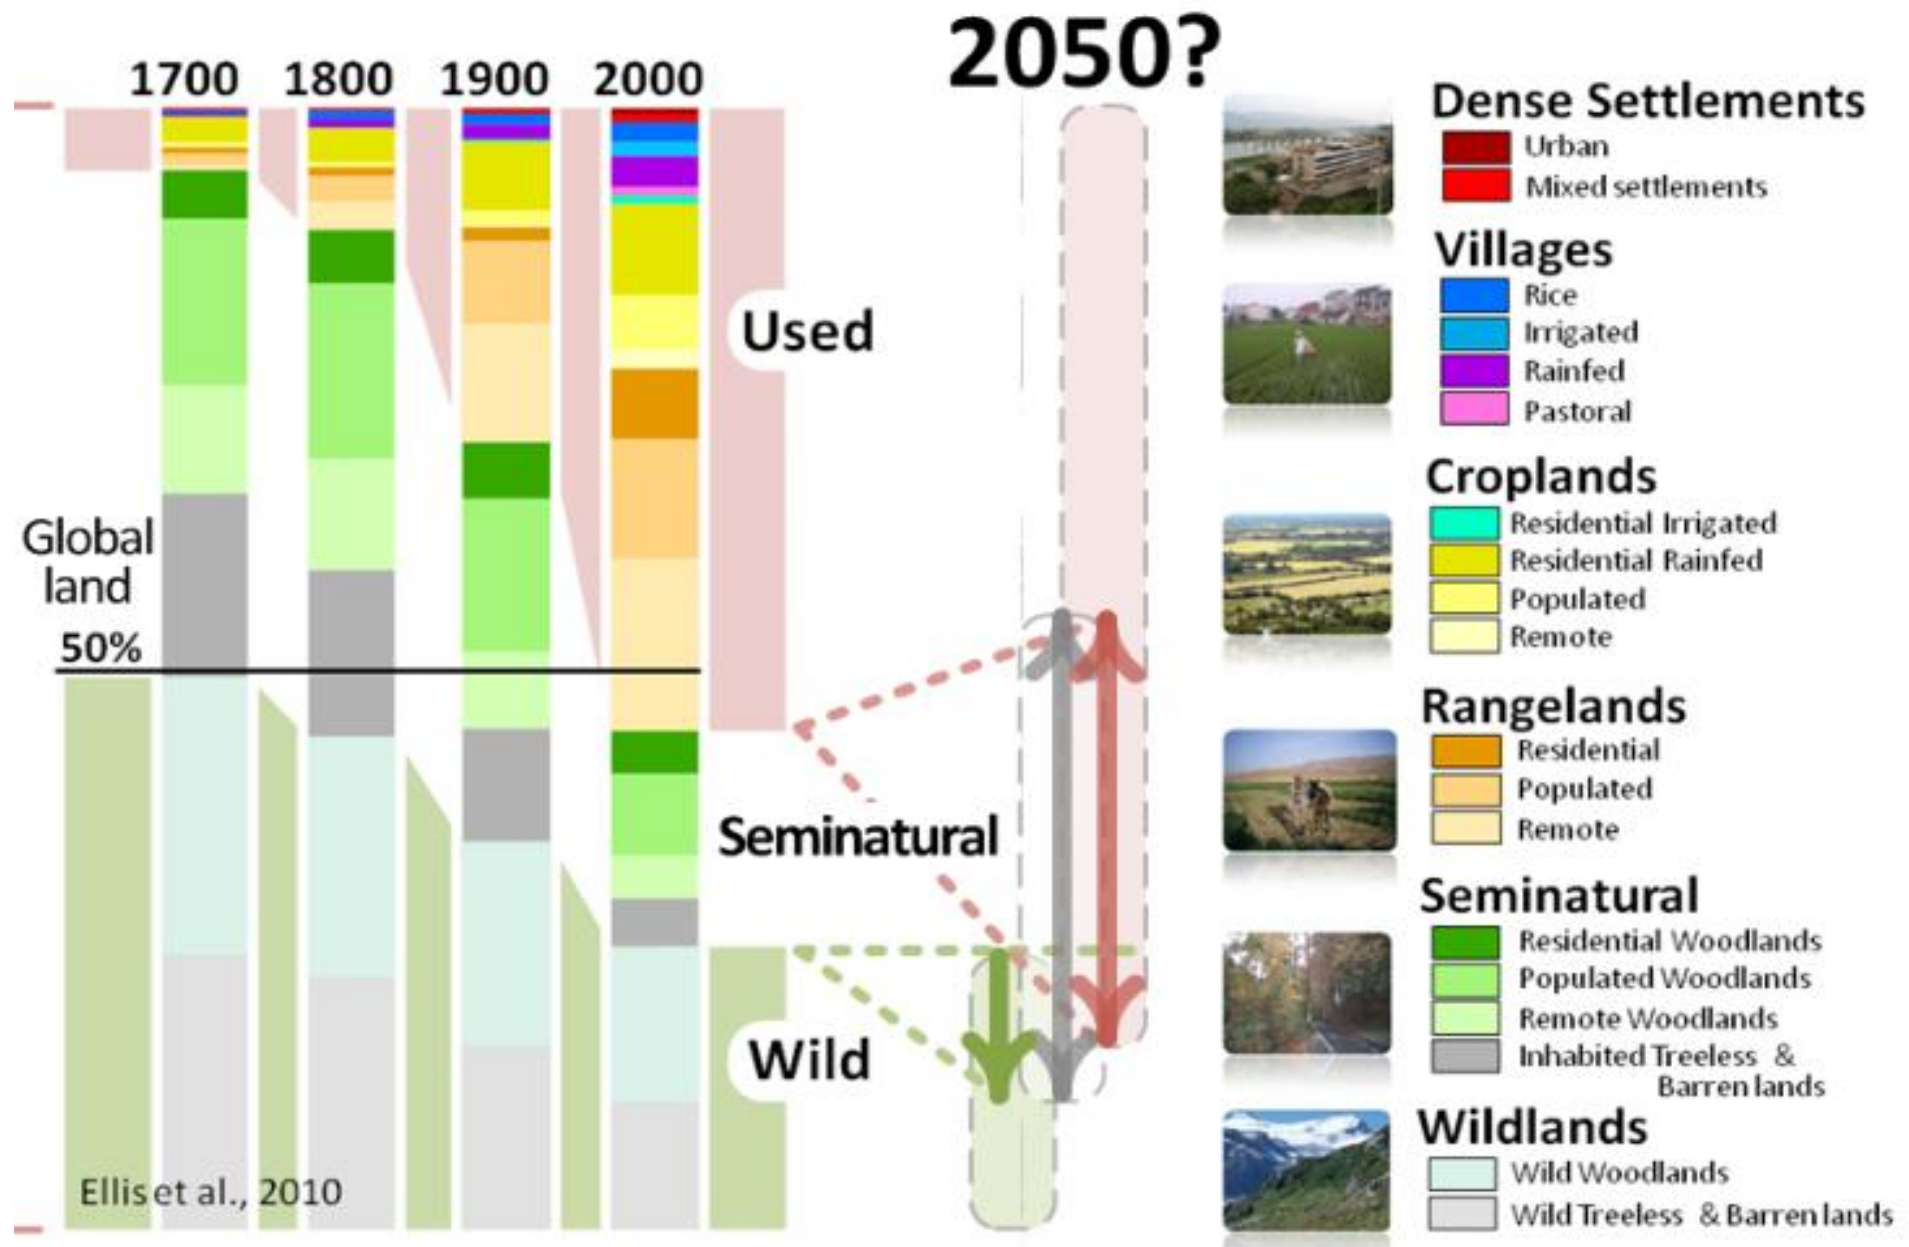 2050?
1700 1800 1900 2000
Used
Global
land
50%
Seminatural
Wild
Ellis et al., 2010
Dense Settlements
Urban
Mixed settlements
Villages
Rice
Irrigated
Rainfed
Pastoral
Croplands
Residential Irrigated
Residential Rainfed
Populated
Remote
Rangelands
Residential
Populated
Remote
Seminatural
Residential Woodlands
Populated Woodlands
Remote Woodlands
Inhabited Treeless &
Barren lands
Wildlands
Wild Woodlands
Wild Treeless & Barren lands